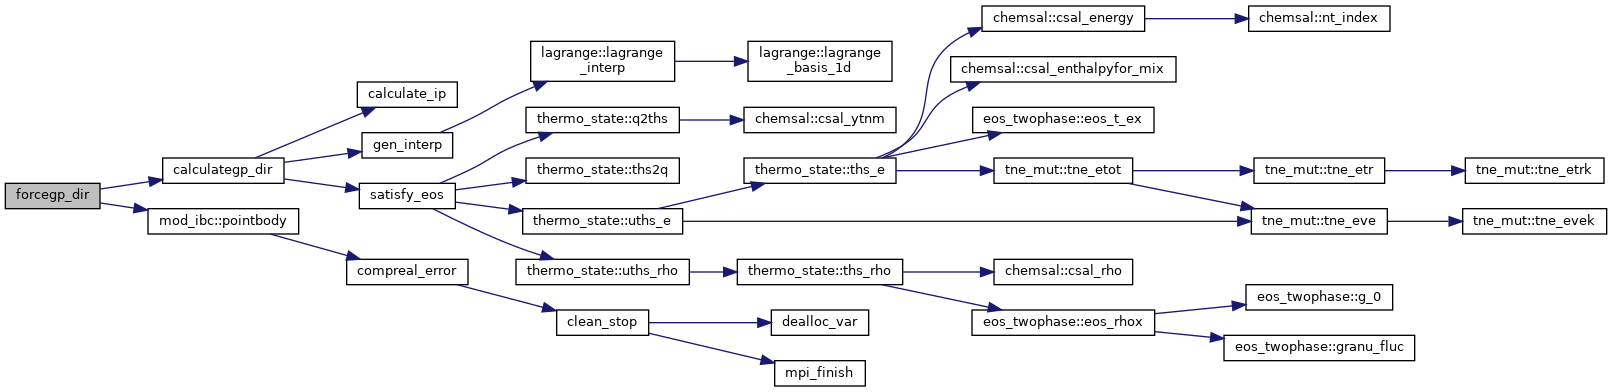 forcegp_dir
calculategp_dir
mod_ibc::pointbody
calculate_ip
gen_interp
satisfy_eos
compreal_error
lagrange::lagrange
_interp
thermo_state::q2ths
thermo_state::ths2q
thermo_state::uths_e
thermo_state::uths_rho
clean_stop
lagrange::lagrange
_basis_1d
chemsal::csal_ytnm
thermo_state::ths_e
thermo_state::ths_rho
dealloc_var
mpi_finish
chemsal::csal_energy
chemsal::csal_enthalpyfor_mix
eos_twophase::eos_t_ex
tne_mut::tne_etot
chemsal::csal_rho
eos_twophase::eos_rhox
chemsal::nt_index
tne_mut::tne_etr
tne_mut::tne_eve
eos_twophase::g_0
eos_twophase::granu_fluc
tne_mut::tne_etrk
tne_mut::tne_evek